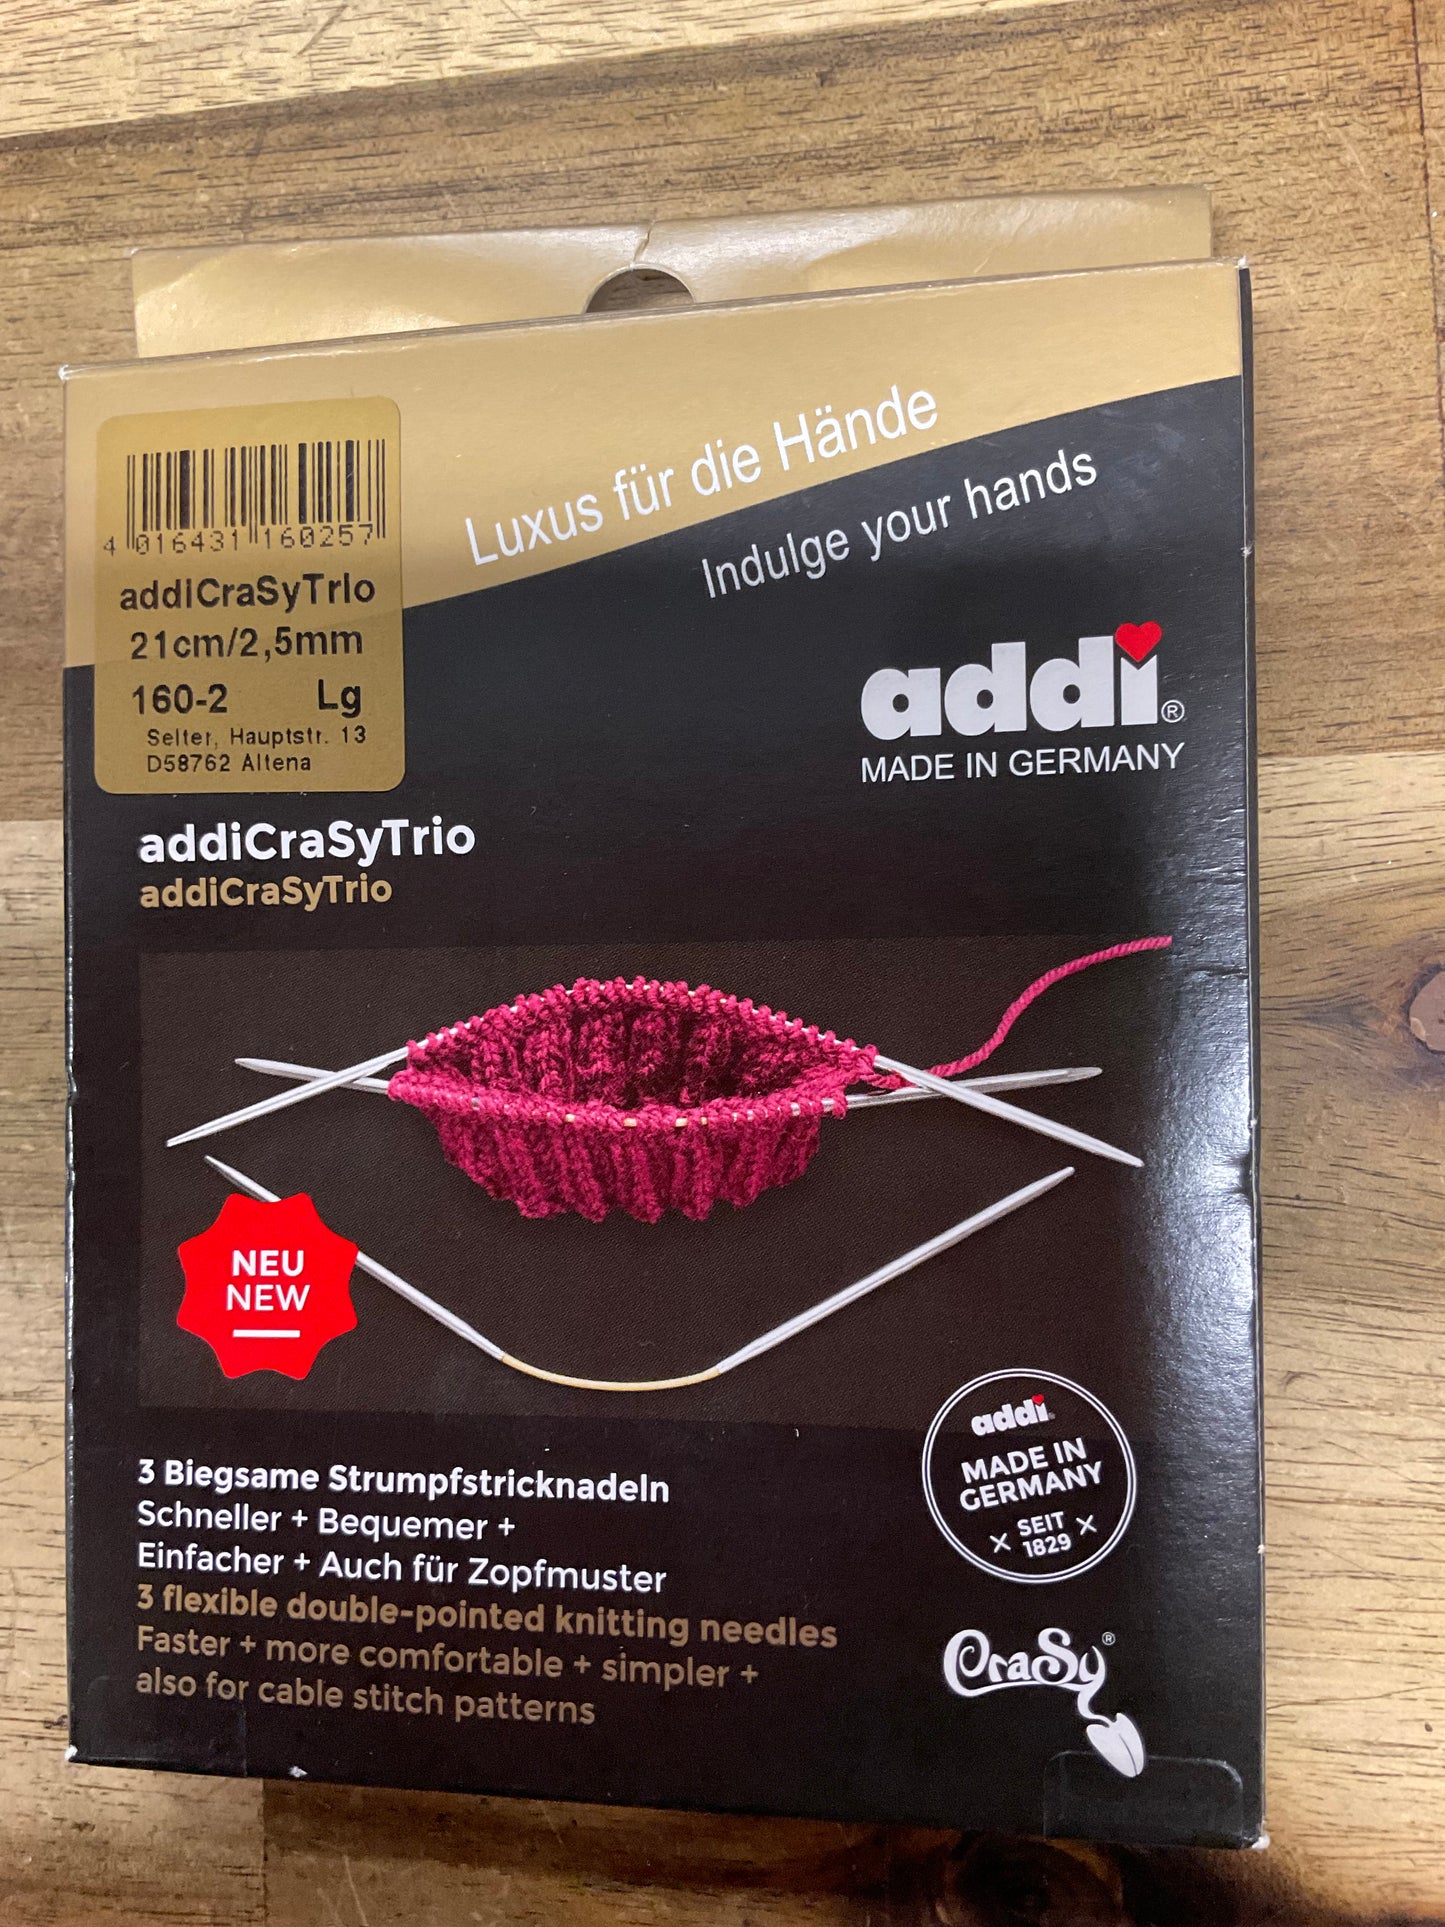 Luxus für die Hände
Indulge your hands
4 016431 160257
addiCraSyTrio
21cm/2,5mm
160-2 Lg
Selter, Hauptstr. 13
D58762 Altena
addi®
MADE IN GERMANY
addiCraSyTrio
addiCraSyTrio
NEU
NEW
addi
MADE IN
GERMANY
SEIT
1829
3 Biegsame Strumpfstricknadeln
Schneller + Bequemer +
Einfacher + Auch für Zopfmuster
3 flexible double-pointed knitting needles
Faster + more comfortable + simpler +
also for cable stitch patterns
CraSy®